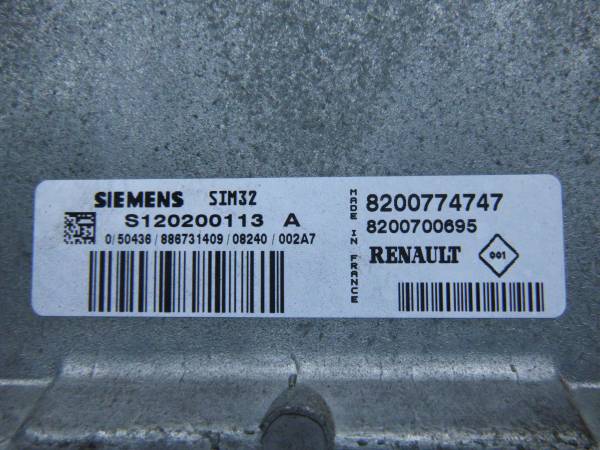 SIEMENS SIM32
S120200113 A
0/50436/886731409/08240/002A7
MADE IN FRANCE
8200774747
8200700695
RENAULT 001